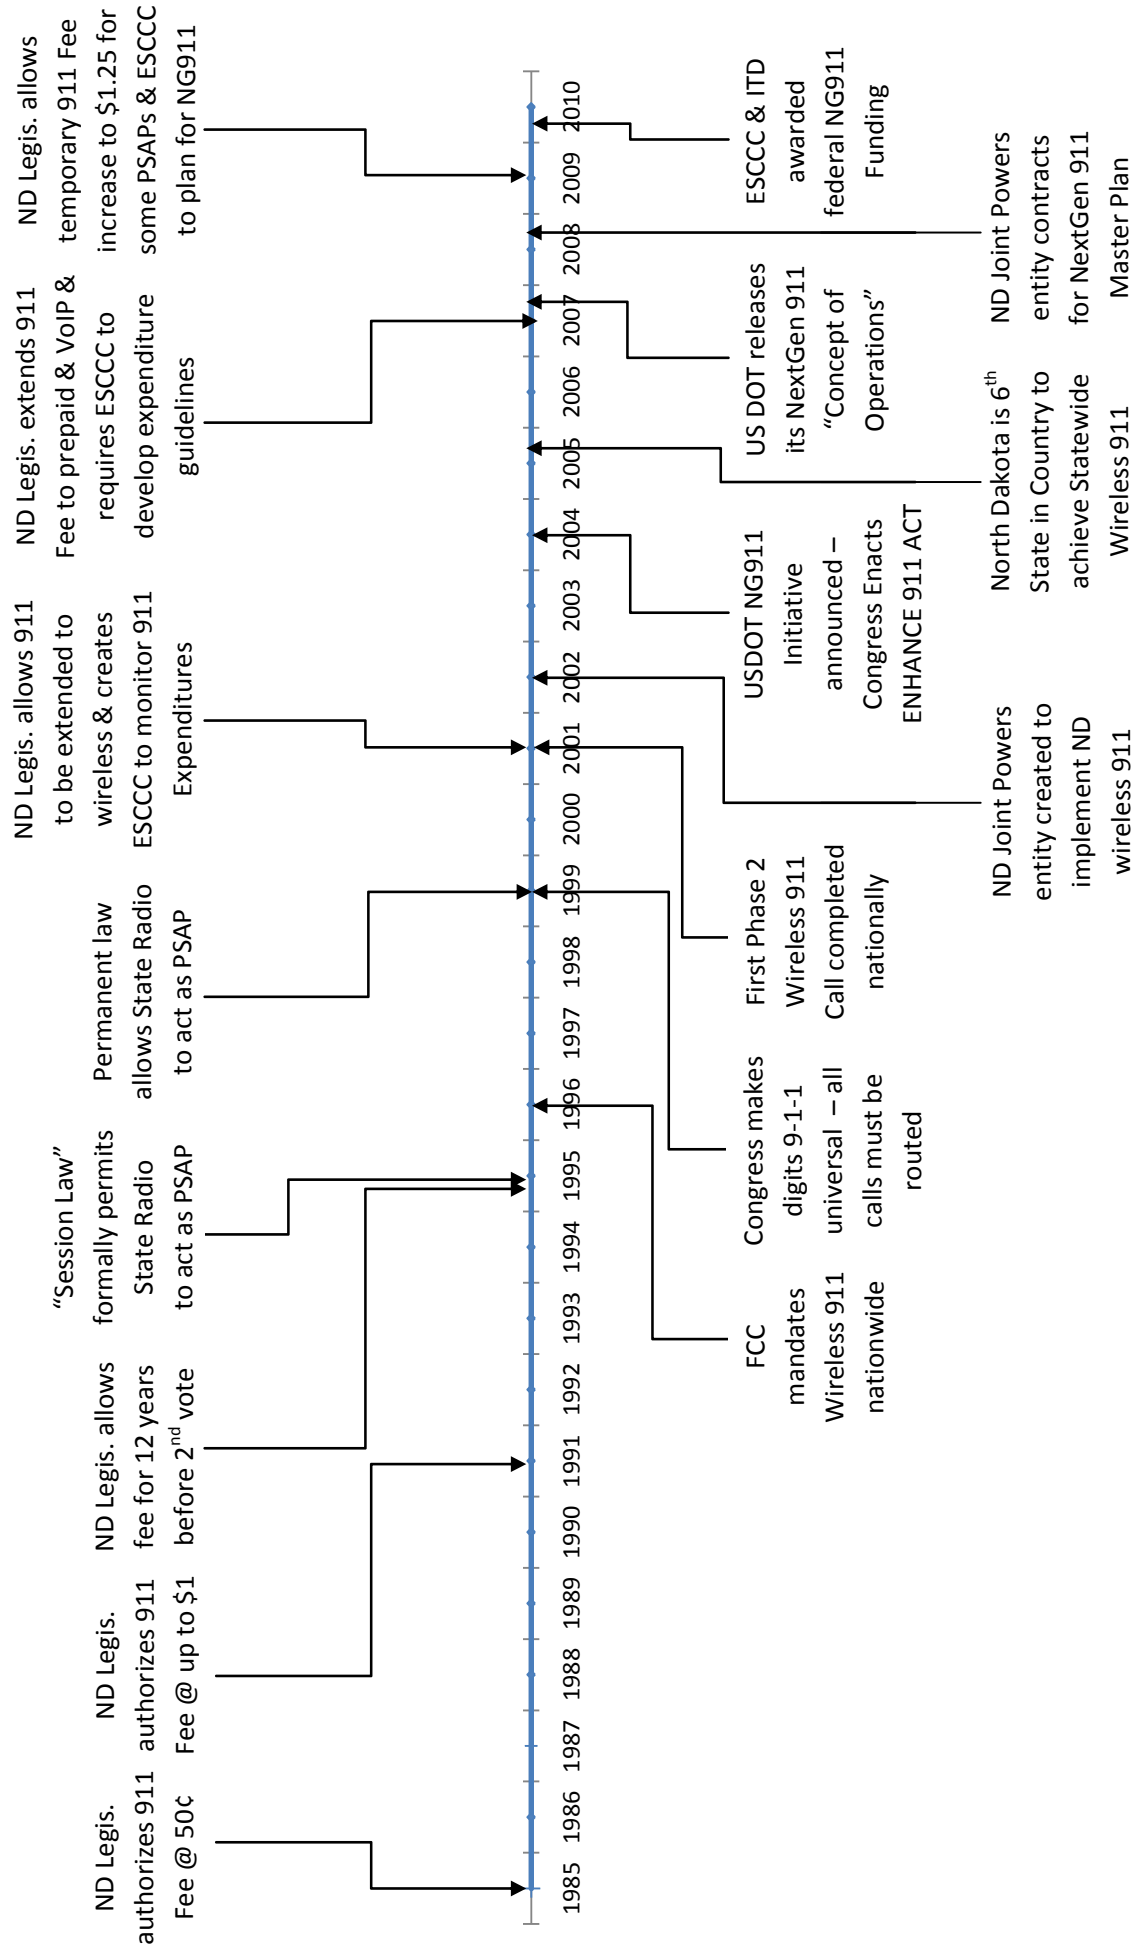 ND Legis.
authorizes 911
Fee @ 50¢
ND Legis.
authorizes 911
Fee @ up to $1
ND Legis. allows
fee for 12 years
before 2nd vote
“Session Law”
formally permits
State Radio
to act as PSAP
Permanent law
allows State Radio
to act as PSAP
ND Legis. allows 911
to be extended to
wireless & creates
ESCCC to monitor 911
Expenditures
ND Legis. extends 911
Fee to prepaid & VoIP &
requires ESCCC to
develop expenditure
guidelines
ND Legis. allows
temporary 911 Fee
increase to $1.25 for
some PSAPs & ESCCC
to plan for NG911
1985 1986 1987 1988 1989 1990 1991 1992 1993 1994 1995 1996 1997 1998 1999 2000 2001 2002 2003 2004 2005 2006 2007 2008 2009 2010
FCC
mandates
Wireless 911
nationwide
Congress makes
digits 9-1-1
universal – all
calls must be
routed
First Phase 2
Wireless 911
Call completed
nationally
USDOT NG911
Initiative
announced –
Congress Enacts
ENHANCE 911 ACT
US DOT releases
its NextGen 911
“Concept of
Operations”
ESCCC & ITD
awarded
federal NG911
Funding
ND Joint Powers
entity created to
implement ND
wireless 911
North Dakota is 6th
State in Country to
achieve Statewide
Wireless 911
ND Joint Powers
entity contracts
for NextGen 911
Master Plan